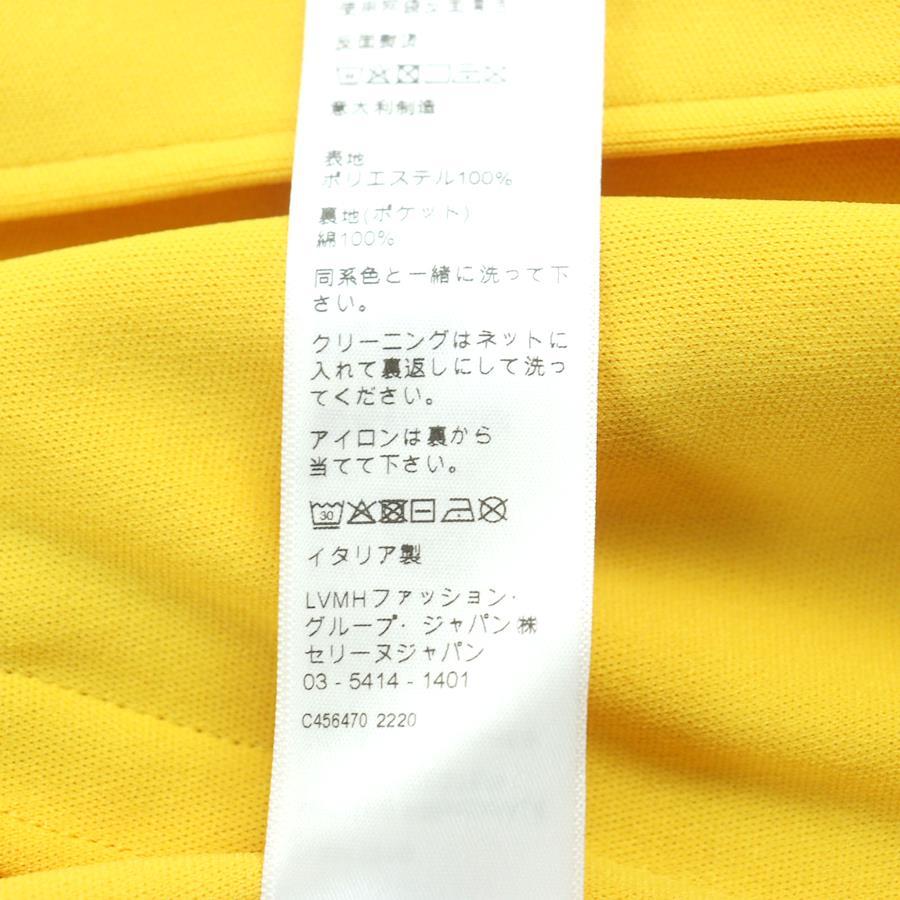 反面熨烫
意大利制造
表地
ポリエステル100%
裏地(ポケット)
綿100%
同系色と一緒に洗って下
さい。
クリーニングはネットに
入れて裏返しにして洗っ
てください。
アイロンは裏から
当てて下さい。
30
イタリア製
LVMHファッション·
グループ· ジャパン㈱
セリーヌジャパン
03 - 5414 - 1401
C456470 2220